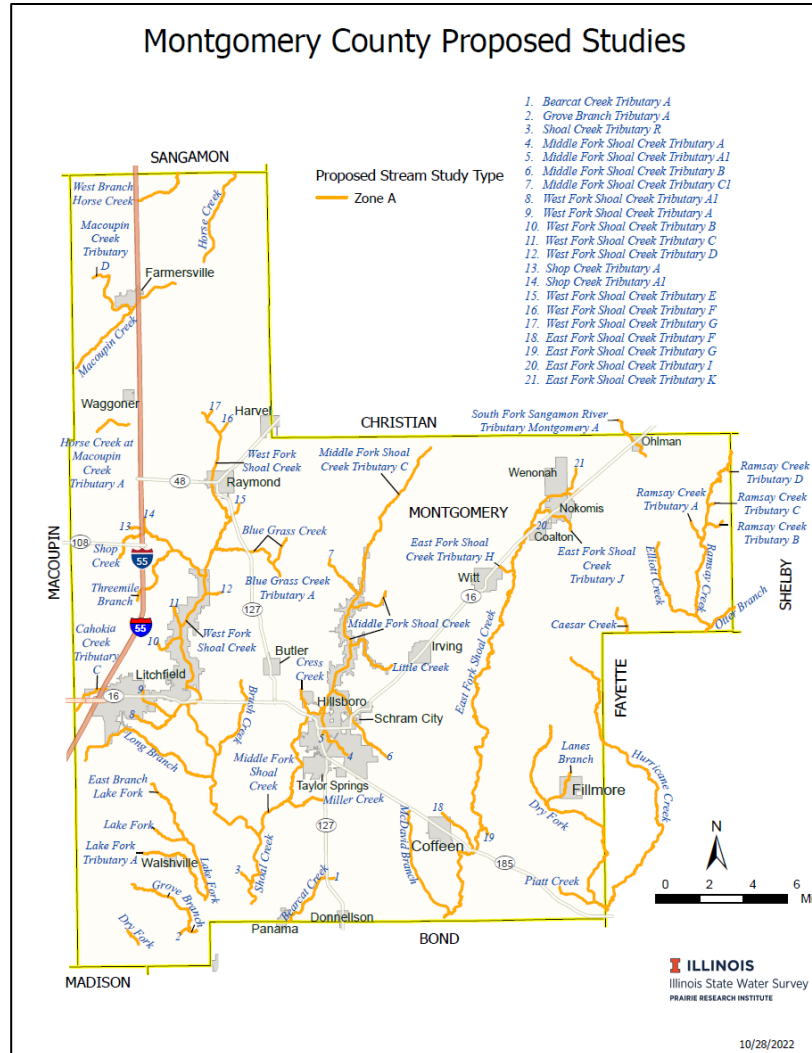 Montgomery County Proposed Studies
1. Bearcat Creek Tributary A
2. Grove Branch Tributary A
3. Shoal Creek Tributary R
4. Middle Fork Shoal Creek Tributary A
5. Middle Fork Shoal Creek Tributary A1
6. Middle Fork Shoal Creek Tributary B
7. Middle Fork Shoal Creek Tributary C1
8. West Fork Shoal Creek Tributary A1
9. West Fork Shoal Creek Tributary A
10. West Fork Shoal Creek Tributary B
11. West Fork Shoal Creek Tributary C
12. West Fork Shoal Creek Tributary D
13. Shop Creek Tributary A
14. Shop Creek Tributary A1
15. West Fork Shoal Creek Tributary E
16. West Fork Shoal Creek Tributary F
17. West Fork Shoal Creek Tributary G
18. East Fork Shoal Creek Tributary F
19. East Fork Shoal Creek Tributary G
20. East Fork Shoal Creek Tributary I
21. East Fork Shoal Creek Tributary K
Proposed Stream Study Type
Zone A
SANGAMON
West Branch
Horse Creek
Horse Creek
Macoupin
Creek
Tributary
D
Farmersville
Macoupin Creek
Waggoner
Harvel
17
16
CHRISTIAN
South Fork Sangamon River
Tributary Montgomery A
Ohlman
Horse Creek at
Macoupin
Creek
Tributary A
West Fork
Shoal Creek
Middle Fork Shoal
Creek Tributary C
48
Raymond
15
Wenonah
21
MONTGOMERY
Nokomis
20
Coalton
Ramsay Creek
Tributary D
Ramsay Creek
Tributary A
Ramsay Creek
Tributary C
Ramsay Creek
Tributary B
14
13
108
Shop
Creek
55
MACOUPIN
Blue Grass Creek
Blue Grass Creek
Tributary A
7
East Fork Shoal
Creek Tributary H
East Fork Shoal
Creek
Tributary J
Elliott Creek
Ramsay Creek
SHELBY
Threemile
Branch
12
11
127
Witt
16
Otter Branch
55
10
West Fork
Shoal Creek
Middle Fork Shoal Creek
Caesar Creek
Cahokia
Creek
Tributary
C
Litchfield
Butler
Irving
Little Creek
East Fork Shoal Creek
Cress
Creek
FAYETTE
16
9
8
Brush Creek
Hillsboro
Schram City
5
4
6
Long Branch
Middle Fork
Shoal
Creek
Lanes
Branch
Hurricane Creek
East Branch
Lake Fork
Taylor Springs
Miller Creek
Fillmore
Dry Fork
Lake Fork
127
McDavid Branch
18
Coffeen
19
Lake Fork
Tributary A
Walshville
Lake Fork
3
Shoal Creek
185
Grove Branch
Bearcat Creek
1
Piatt Creek
Dry Fork
2
Panama
Donnellson
BOND
MADISON
N
0 2 4 6
Mi
I ILLINOIS
Illinois State Water Survey
PRAIRIE RESEARCH INSTITUTE
10/28/2022